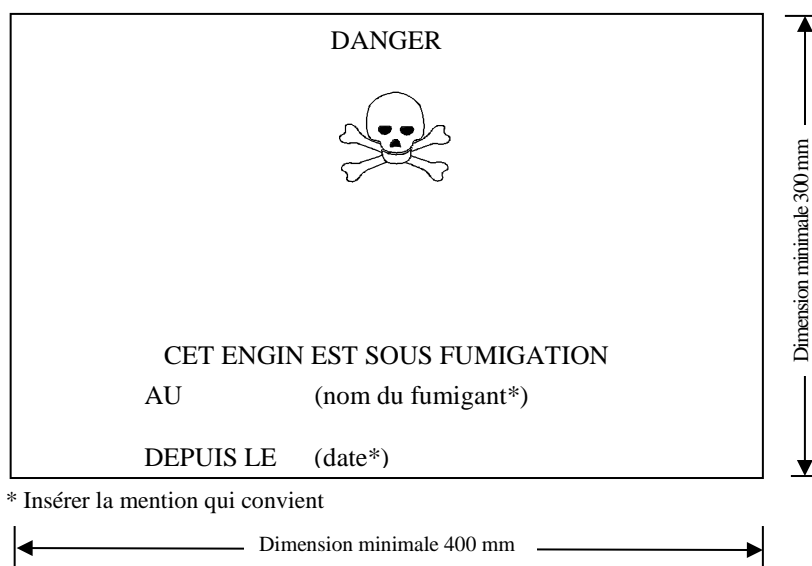 DANGER
CET ENGIN EST SOUS FUMIGATION
AU (nom du fumigant*)
DEPUIS LE (date*)
* Insérer la mention qui convient
Dimension minimale 400 mm
Dimension minimale 300 mm